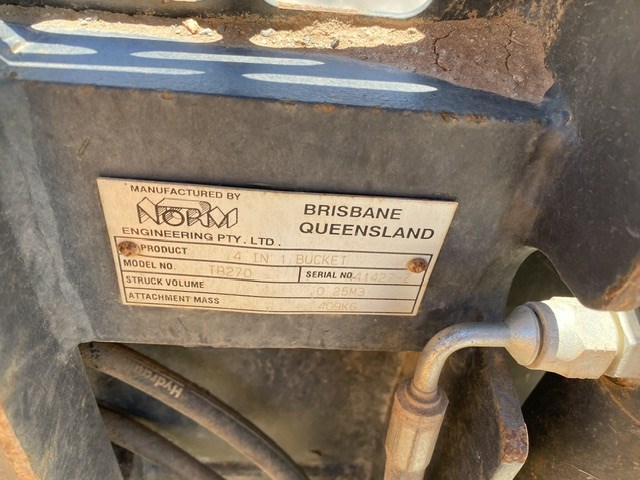 MANUFACTURED BY
NORM
ENGINEERING PTY. LTD.
BRISBANE
QUEENSLAND
PRODUCT 4 IN 1 BUCKET
MODEL NO. TB270 SERIAL NO.
STRUCK VOLUME 0.25M3
ATTACHMENT MASS 409KG